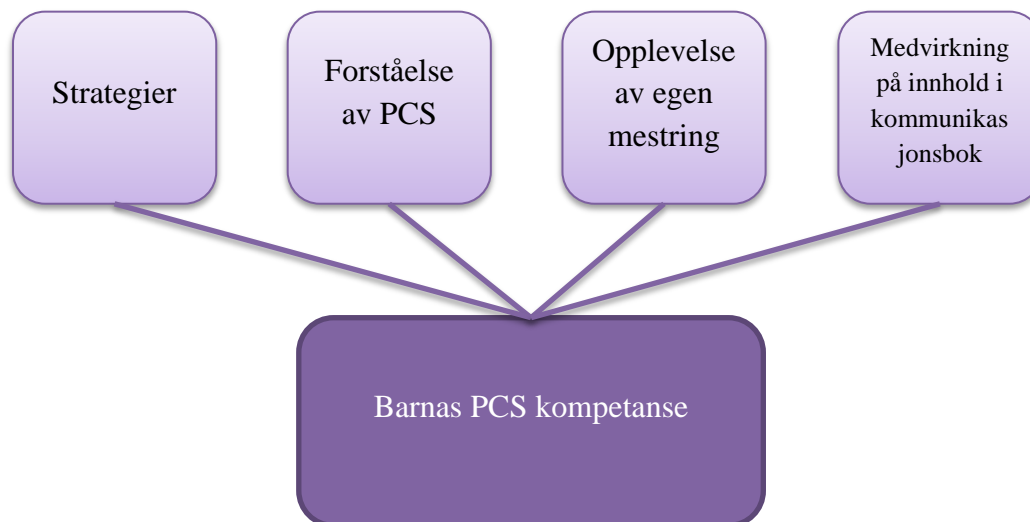 Strategier
Forståelse
av PCS
Opplevelse
av egen
mestring
Medvirkning
på innhold i
kommunikas
jonsbok
Barnas PCS kompetanse